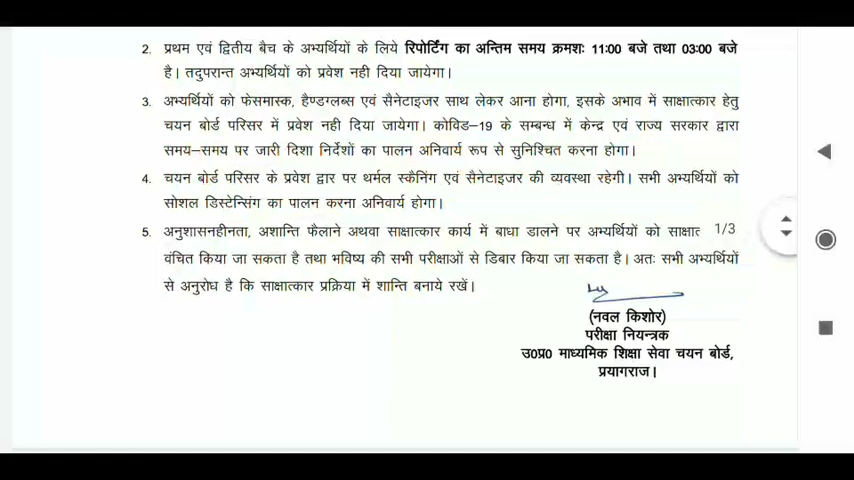 2. प्रथम एवं द्वितीय बैच के अभ्यर्थियों के लिये रिपोर्टिंग का अन्तिम समय क्रमशः 11:00 बजे तथा 03:00 बजे
है। तदुपरान्त अभ्यर्थियों को प्रवेश नही दिया जायेगा।
3. अभ्यर्थियों को फेसमास्क, हैण्डग्लब्स एवं सैनेटाइजर साथ लेकर आना होगा, इसके अभाव में साक्षात्कार हेतु
चयन बोर्ड परिसर में प्रवेश नही दिया जायेगा। कोविड–19 के सम्बन्ध में केन्द्र एवं राज्य सरकार द्वारा
समय–समय पर जारी दिशा निर्देशों का पालन अनिवार्य रूप से सुनिश्चित करना होगा।
4. चयन बोर्ड परिसर के प्रवेश द्वार पर थर्मल स्कैनिंग एवं सैनेटाइजर की व्यवस्था रहेगी। सभी अभ्यर्थियों को
सोशल डिस्टेन्सिंग का पालन करना अनिवार्य होगा।
5. अनुशासनहीनता, अशान्ति फैलाने अथवा साक्षात्कार कार्य में बाधा डालने पर अभ्यर्थियों को 1/3
वंचित किया जा सकता है तथा भविष्य की सभी परीक्षाओं से डिबार किया जा सकता है। अतः सभी अभ्यर्थियों
से अनुरोध है कि साक्षात्कार प्रक्रिया में शान्ति बनाये रखें।
(नवल किशोर)
परीक्षा नियन्त्रक
उ0प्र0 माध्यमिक शिक्षा सेवा चयन बोर्ड,
प्रयागराज।